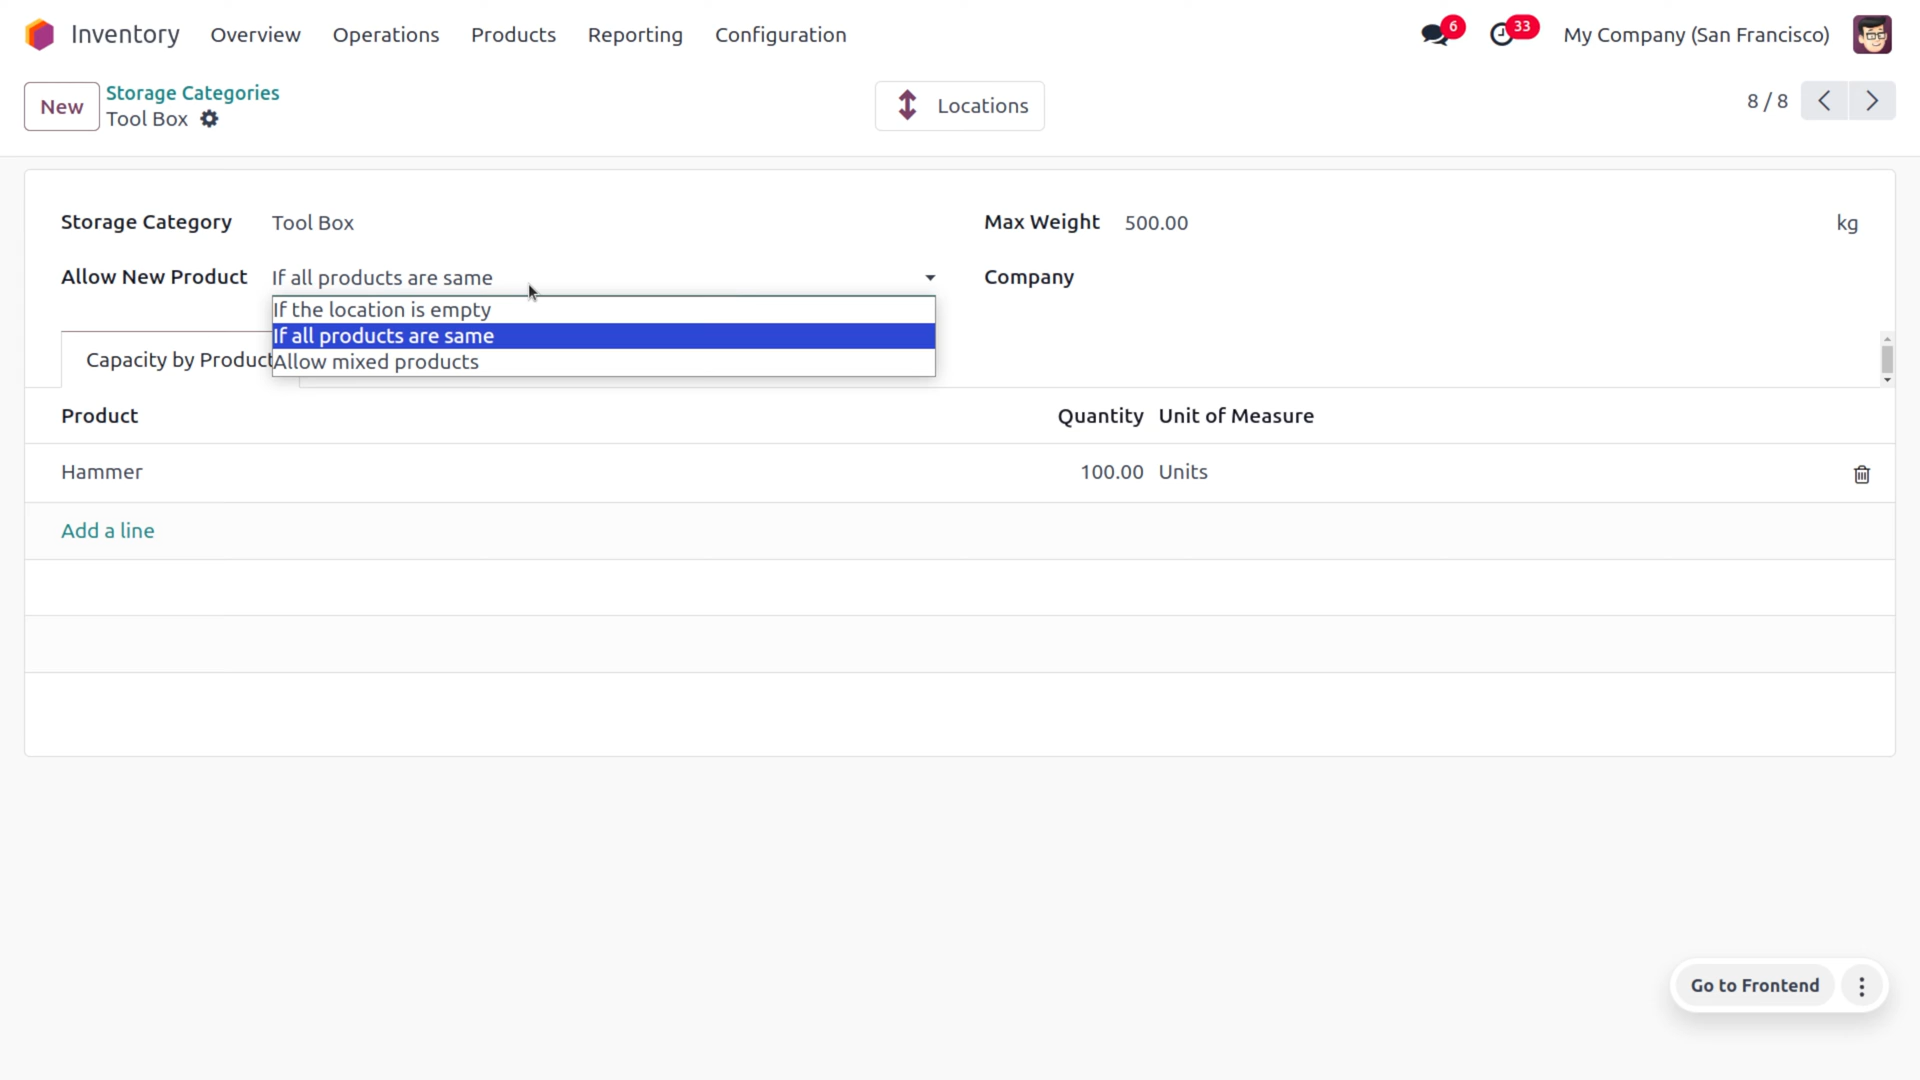 Inventory Overview Operations Products Reporting Configuration 6 33 My Company (San Francisco)
New Storage Categories
Tool Box
Locations
8 / 8
Storage Category Tool Box Max Weight 500.00 kg
Allow New Product If all products are same Company
If the location is empty
If all products are same
Allow mixed products
Capacity by Product
Product Quantity Unit of Measure
Hammer 100.00 Units
Add a line
Go to Frontend